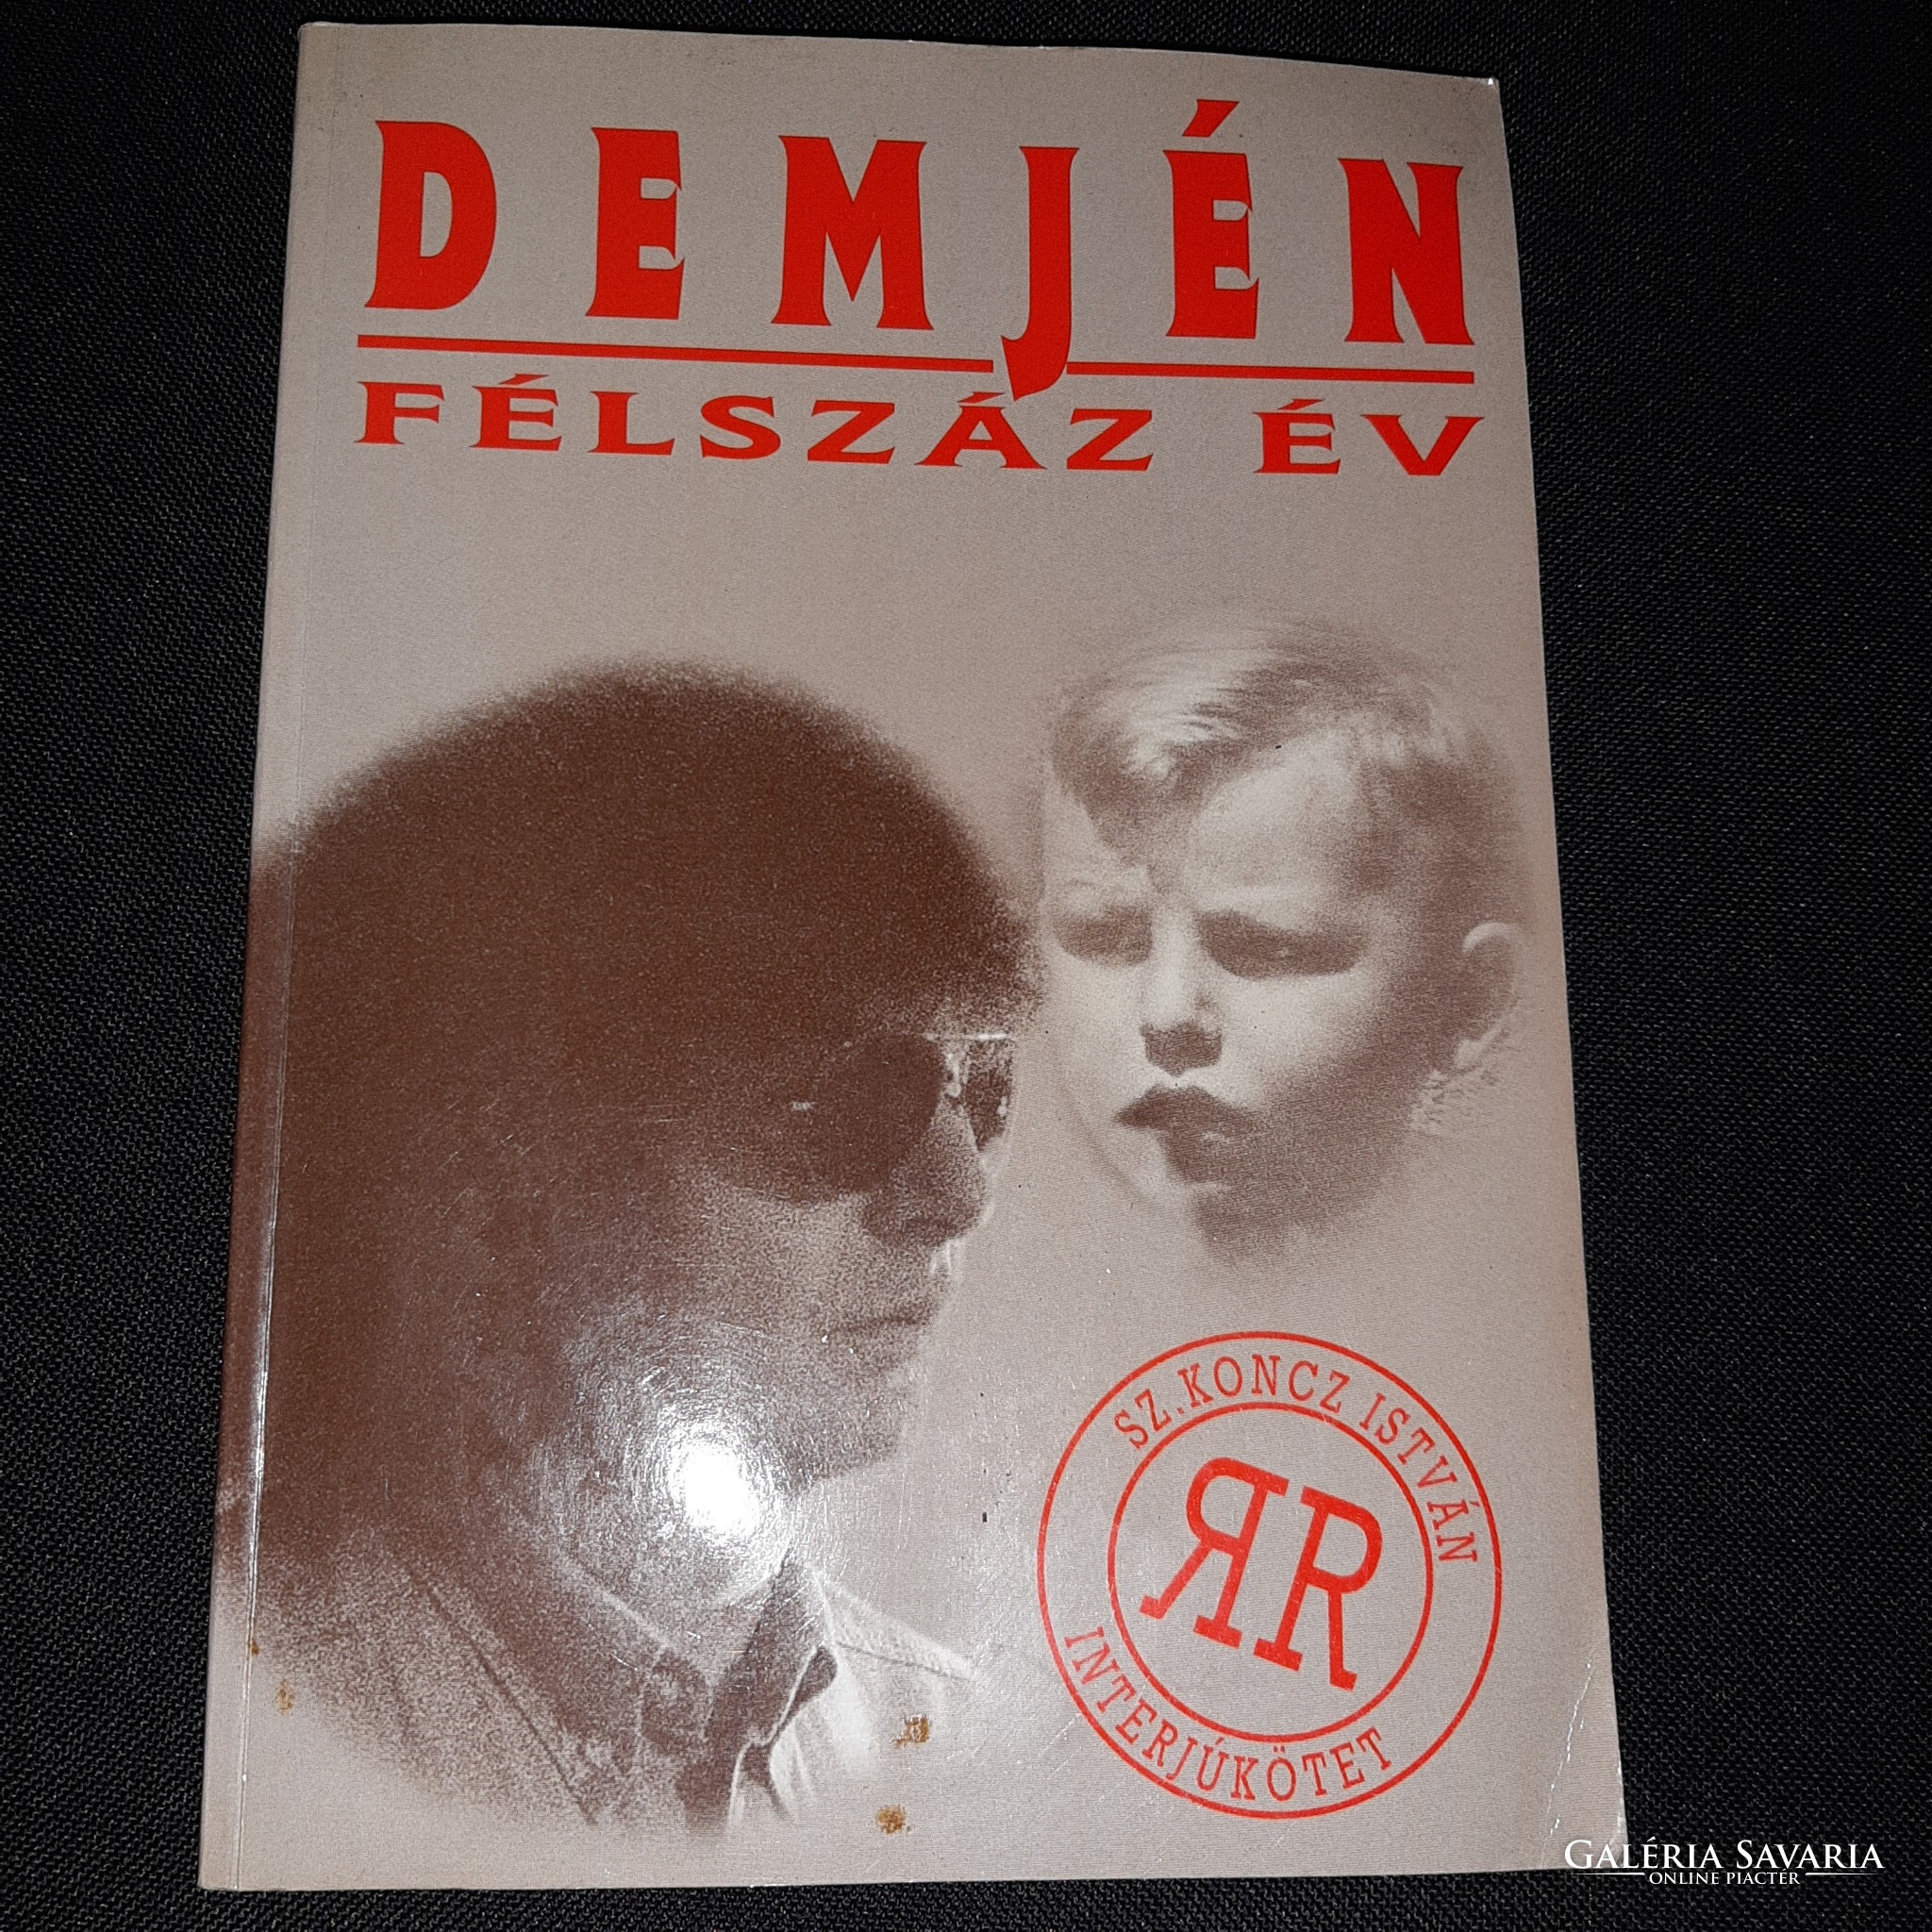 DEMJÉN
FÉLSZÁZ ÉV
SZ.KONCZ ISTVÁN
RR
INTERJÚKÖTET
GALÉRIA SAVARIA
ONLINE PIACTÉR